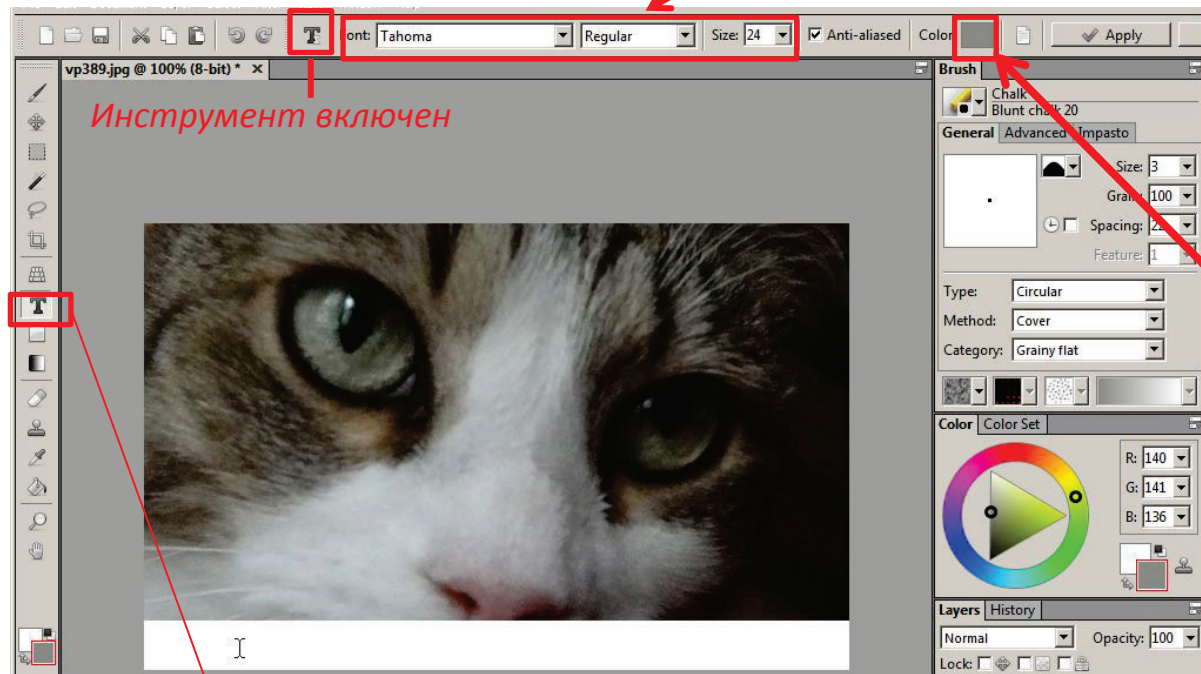 Font: Tahoma Regular Size: 24 Anti-aliased Color Apply
vp389.jpg @ 100% (8-bit) * x
Инструмент включен
Brush
Chalk
Blunt chalk 20
General Advanced Impasto
Size: 3
Grain: 100
Spacing:
Feature: 1
Type: Circular
Method: Cover
Category: Grainy flat
Color Color Set
R: 140
G: 141
B: 136
Layers History
Normal Opacity: 100
Lock: